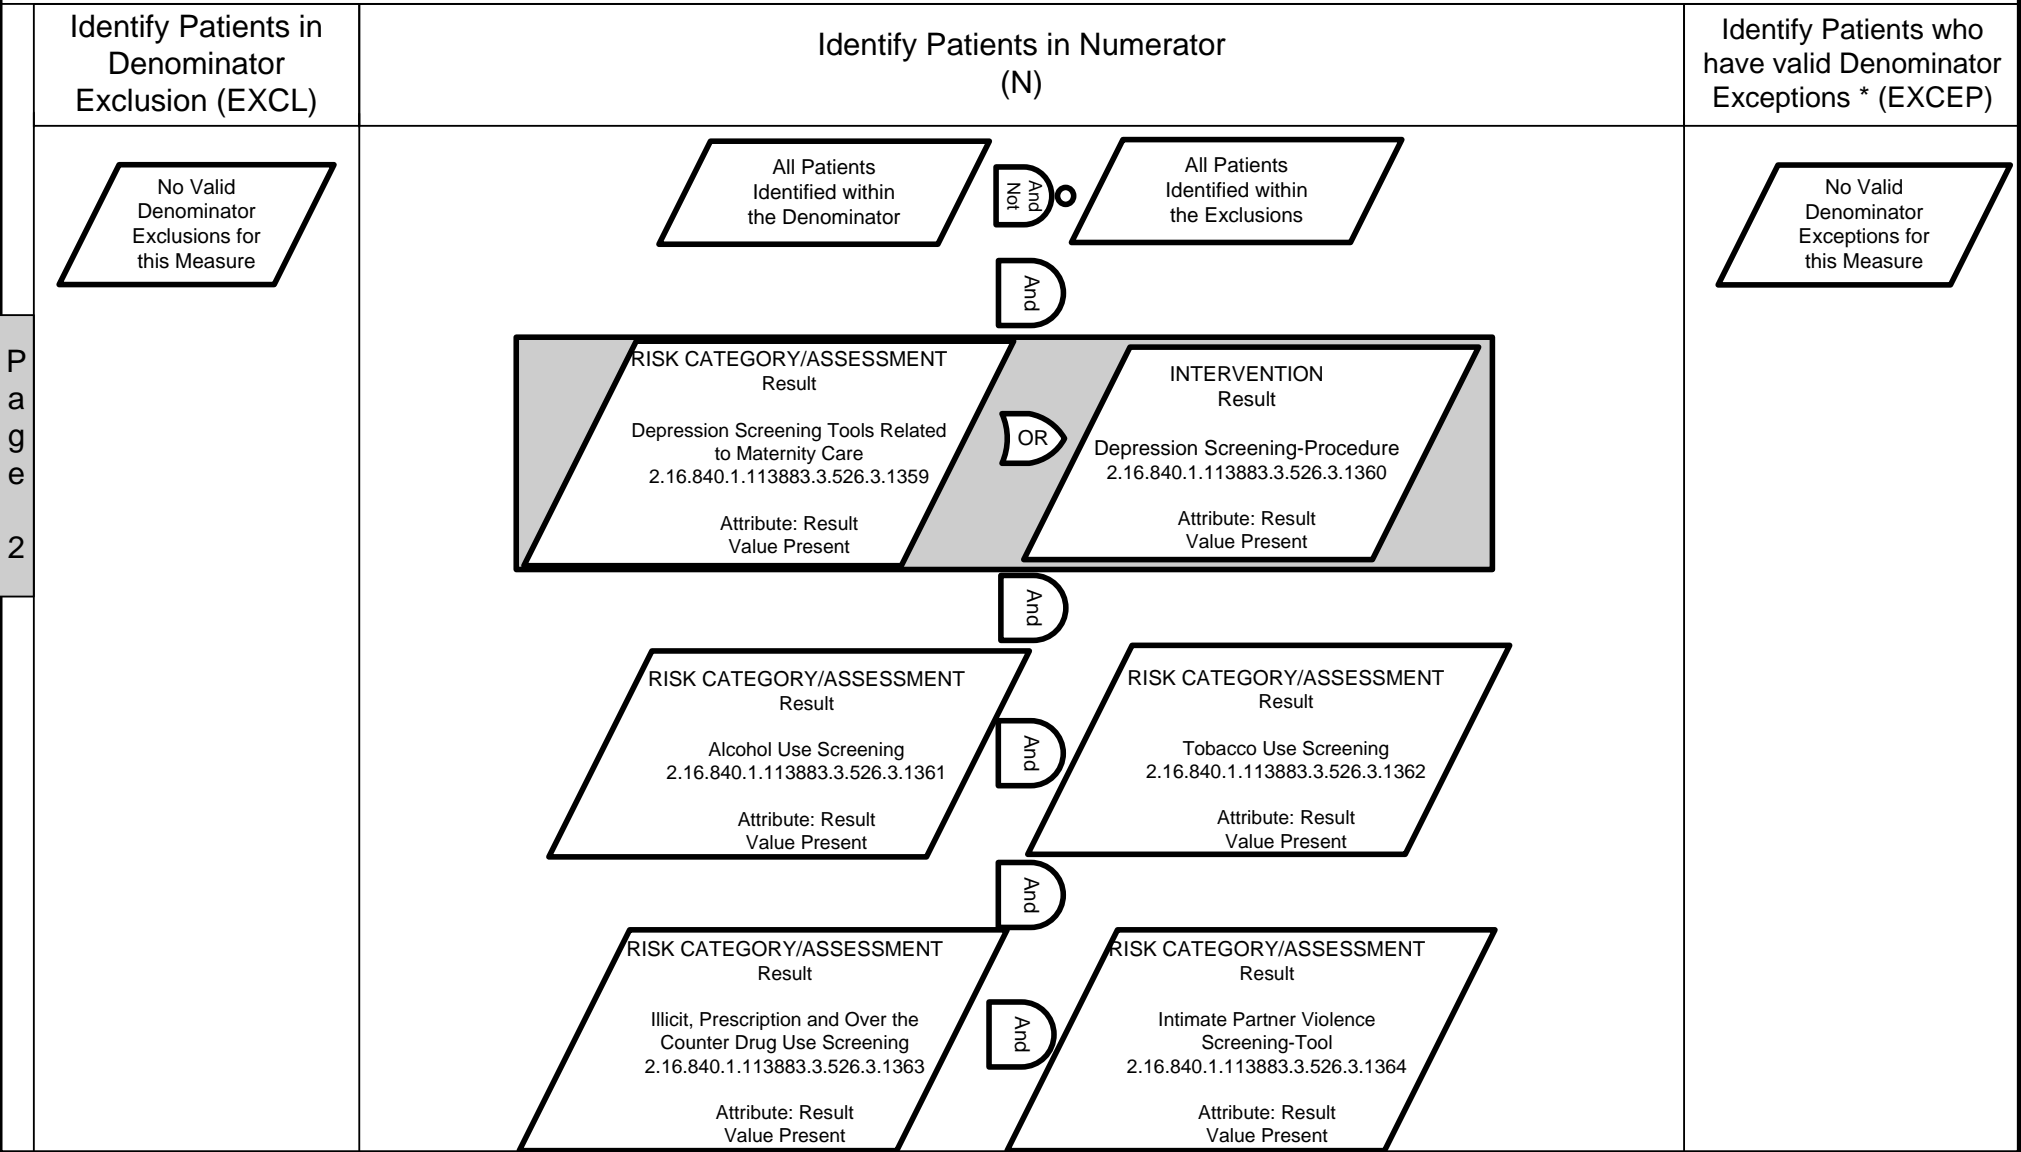 Identify Patients in
Denominator
Exclusion (EXCL)
Identify Patients in Numerator
(N)
Identify Patients who
have valid Denominator
Exceptions * (EXCEP)
Page 2
No Valid
Denominator
Exclusions for
this Measure
All Patients
Identified within
the Denominator
And
Not
All Patients
Identified within
the Exclusions
No Valid
Denominator
Exceptions for
this Measure
And
RISK CATEGORY/ASSESSMENT
Result
Depression Screening Tools Related
to Maternity Care
2.16.840.1.113883.3.526.3.1359
Attribute: Result
Value Present
OR
INTERVENTION
Result
Depression Screening-Procedure
2.16.840.1.113883.3.526.3.1360
Attribute: Result
Value Present
And
RISK CATEGORY/ASSESSMENT
Result
Alcohol Use Screening
2.16.840.1.113883.3.526.3.1361
Attribute: Result
Value Present
And
RISK CATEGORY/ASSESSMENT
Result
Tobacco Use Screening
2.16.840.1.113883.3.526.3.1362
Attribute: Result
Value Present
And
RISK CATEGORY/ASSESSMENT
Result
Illicit, Prescription and Over the
Counter Drug Use Screening
2.16.840.1.113883.3.526.3.1363
Attribute: Result
Value Present
And
RISK CATEGORY/ASSESSMENT
Result
Intimate Partner Violence
Screening-Tool
2.16.840.1.113883.3.526.3.1364
Attribute: Result
Value Present